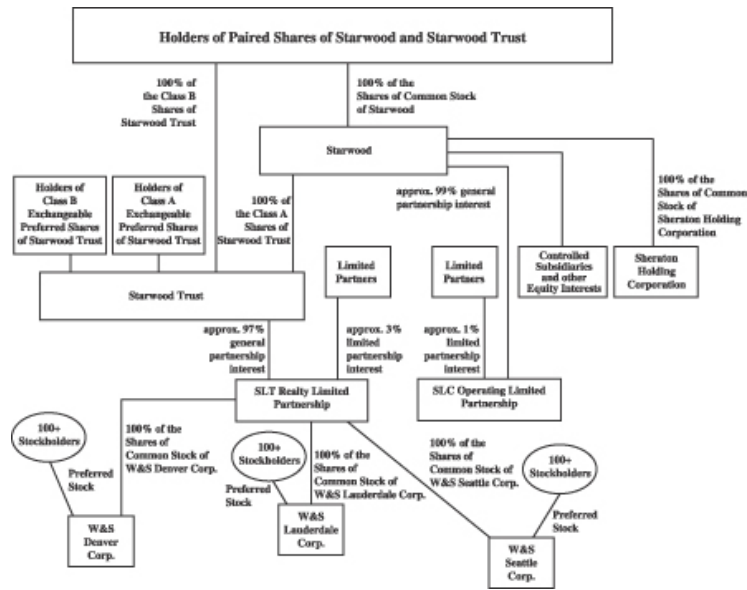 Holders of Paired Shares of Starwood and Starwood Trust
100% of
the Class B
Shares of
Starwood Trust
100% of the
Shares of Common Stock
of Starwood
Starwood
Holders of
Class B
Exchangeable
Preferred Shares
of Starwood Trust
Holders of
Class A
Exchangeable
Preferred Shares
of Starwood Trust
100% of
the Class A
Shares of
Starwood Trust
approx. 99% general
partnership interest
100% of the
Shares of Common
Stock of
Sheraton Holding
Corporation
Limited
Partners
Limited
Partners
Controlled
Subsidiaries
and other
Equity Interests
Sheraton
Holding
Corporation
Starwood Trust
approx. 97%
general
partnership
interest
approx. 3%
limited
partnership
interest
approx. 1%
limited
partnership
interest
SLT Realty Limited
Partnership
SLC Operating Limited
Partnership
100+
Stockholders
Preferred
Stock
100% of the
Shares of
Common Stock of
W&S Denver Corp.
100+
Stockholders
Preferred
Stock
100% of the
Shares of
Common Stock of
W&S Lauderdale Corp.
100% of the
Shares of
Common Stock of
W&S Seattle Corp.
100+
Stockholders
Preferred
Stock
W&S
Denver
Corp.
W&S
Lauderdale
Corp.
W&S
Seattle
Corp.